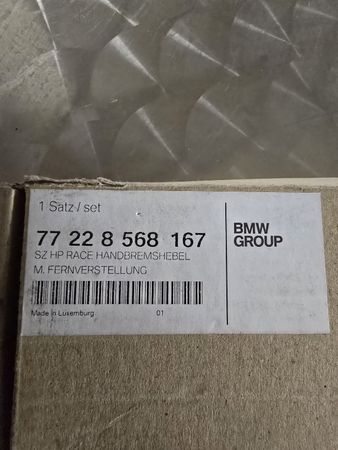 1 Satz / set
77 22 8 568 167
SZ HP RACE HANDBREMSHEBEL
M. FERNVERSTELLUNG
Made in Luxemburg 01
BMW
GROUP